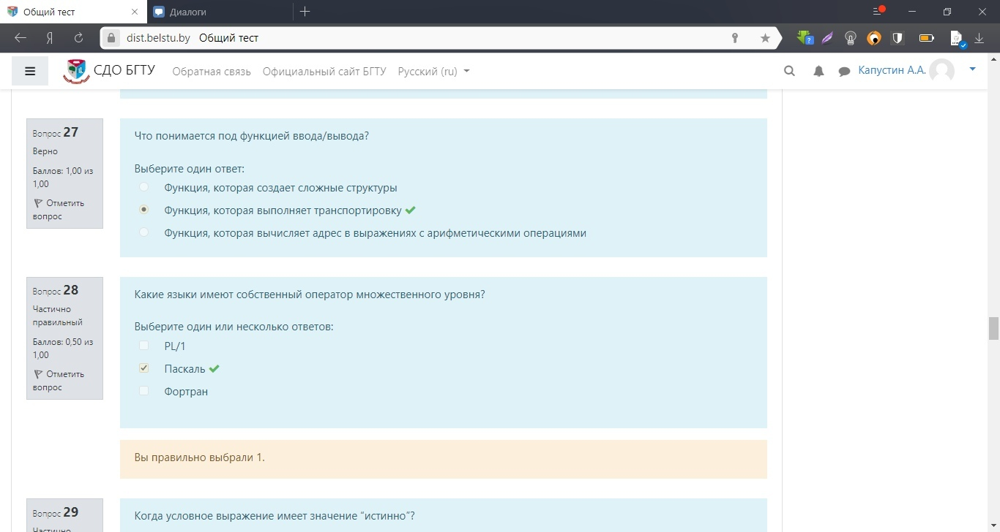 Общий тест
Диалоги
dist.belstu.by Общий тест
СДО БГТУ
Обратная связь Официальный сайт БГТУ Русский (ru)
Капустин А.А.
Вопрос 27
Верно
Баллов: 1,00 из
1,00
Отметить
вопрос
Что понимается под функцией ввода/вывода?
Выберите один ответ:
Функция, которая создает сложные структуры
Функция, которая выполняет транспортировку
Функция, которая вычисляет адрес в выражениях с арифметическими операциями
Вопрос 28
Частично
правильный
Баллов: 0,50 из
1,00
Отметить
вопрос
Какие языки имеют собственный оператор множественного уровня?
Выберите один или несколько ответов:
PL/1
Паскаль
Фортран
Вы правильно выбрали 1.
Вопрос 29
Частично
Когда условное выражение имеет значение “истинно”?